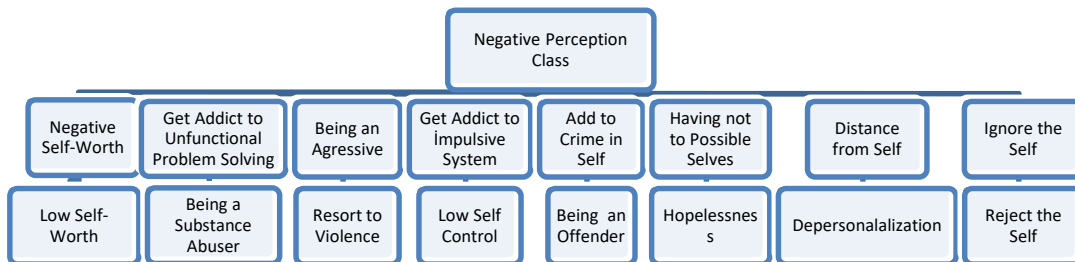 Negative Perception
Class
Negative
Self-Worth
Get Addict to
Unfunctional
Problem Solving
Being an
Agressive
Get Addict to
İmpulsive
System
Add to
Crime in
Self
Having not
to Possible
Selves
Distance
from Self
Ignore the
Self
Low Self-
Worth
Being a
Substance
Abuser
Resort to
Violence
Low Self
Control
Being an
Offender
Hopelessnes
s
Depersonalalization
Reject the
Self